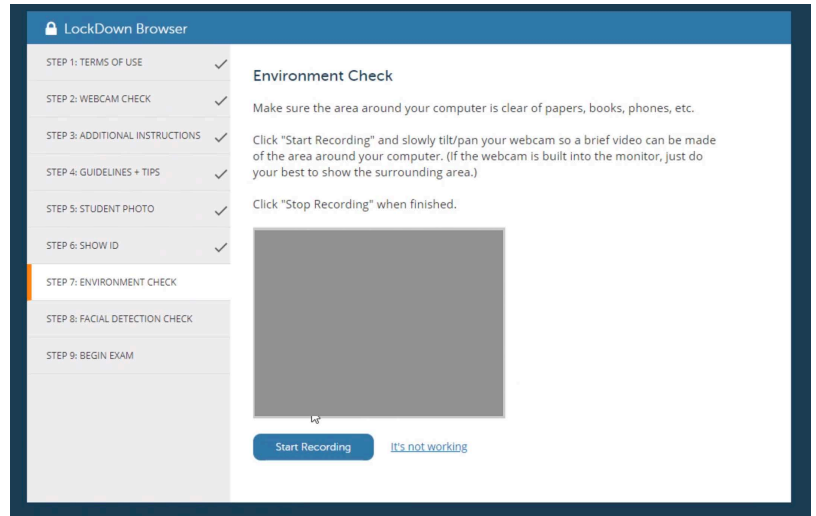 LockDown Browser
STEP 1: TERMS OF USE
STEP 2: WEBCAM CHECK
STEP 3: ADDITIONAL INSTRUCTIONS
STEP 4: GUIDELINES + TIPS
STEP 5: STUDENT PHOTO
STEP 6: SHOW ID
STEP 7: ENVIRONMENT CHECK
STEP 8: FACIAL DETECTION CHECK
STEP 9: BEGIN EXAM
Environment Check
Make sure the area around your computer is clear of papers, books, phones, etc.
Click "Start Recording" and slowly tilt/pan your webcam so a brief video can be made
of the area around your computer. (If the webcam is built into the monitor, just do
your best to show the surrounding area.)
Click "Stop Recording" when finished.
Start Recording
It's not working